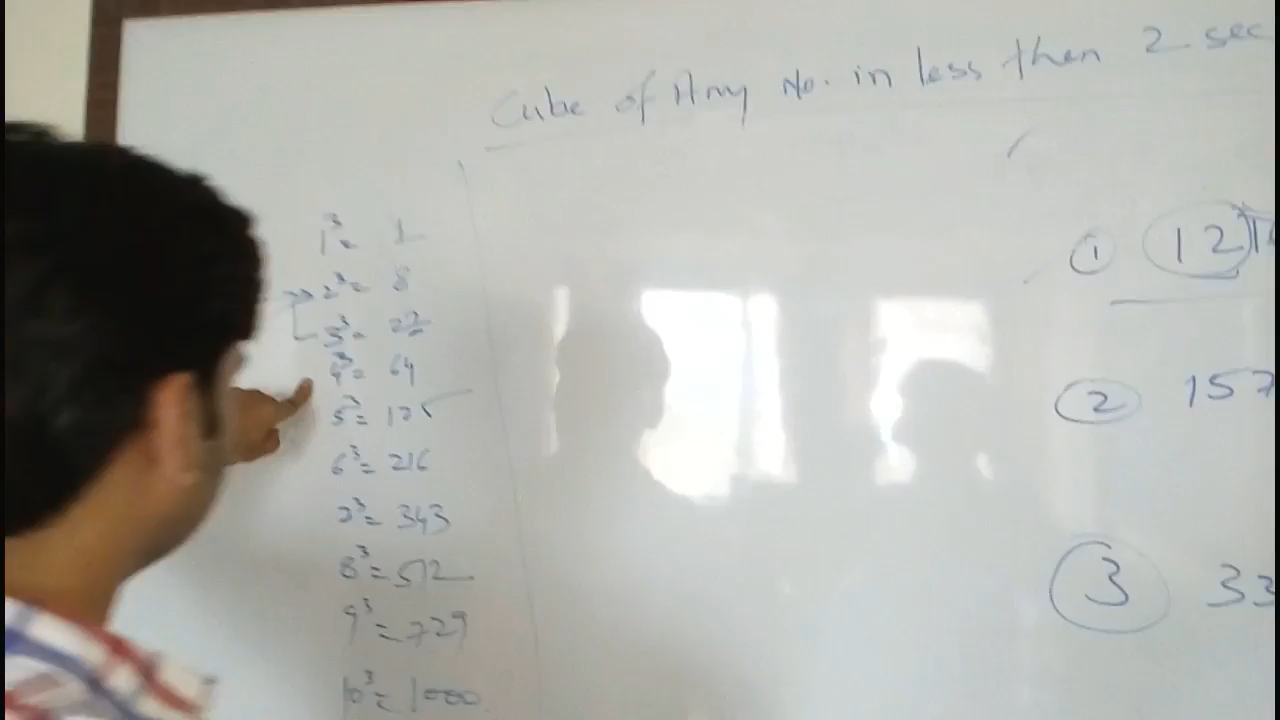 Cube of Any No. in less then 2 sec
1³ = 1
2³ = 8
3³ = 27
4³ = 64
5³ = 125
6³ = 216
7³ = 343
8³ = 512
9³ = 729
10³ = 1000
① 12
② 157
③ 33